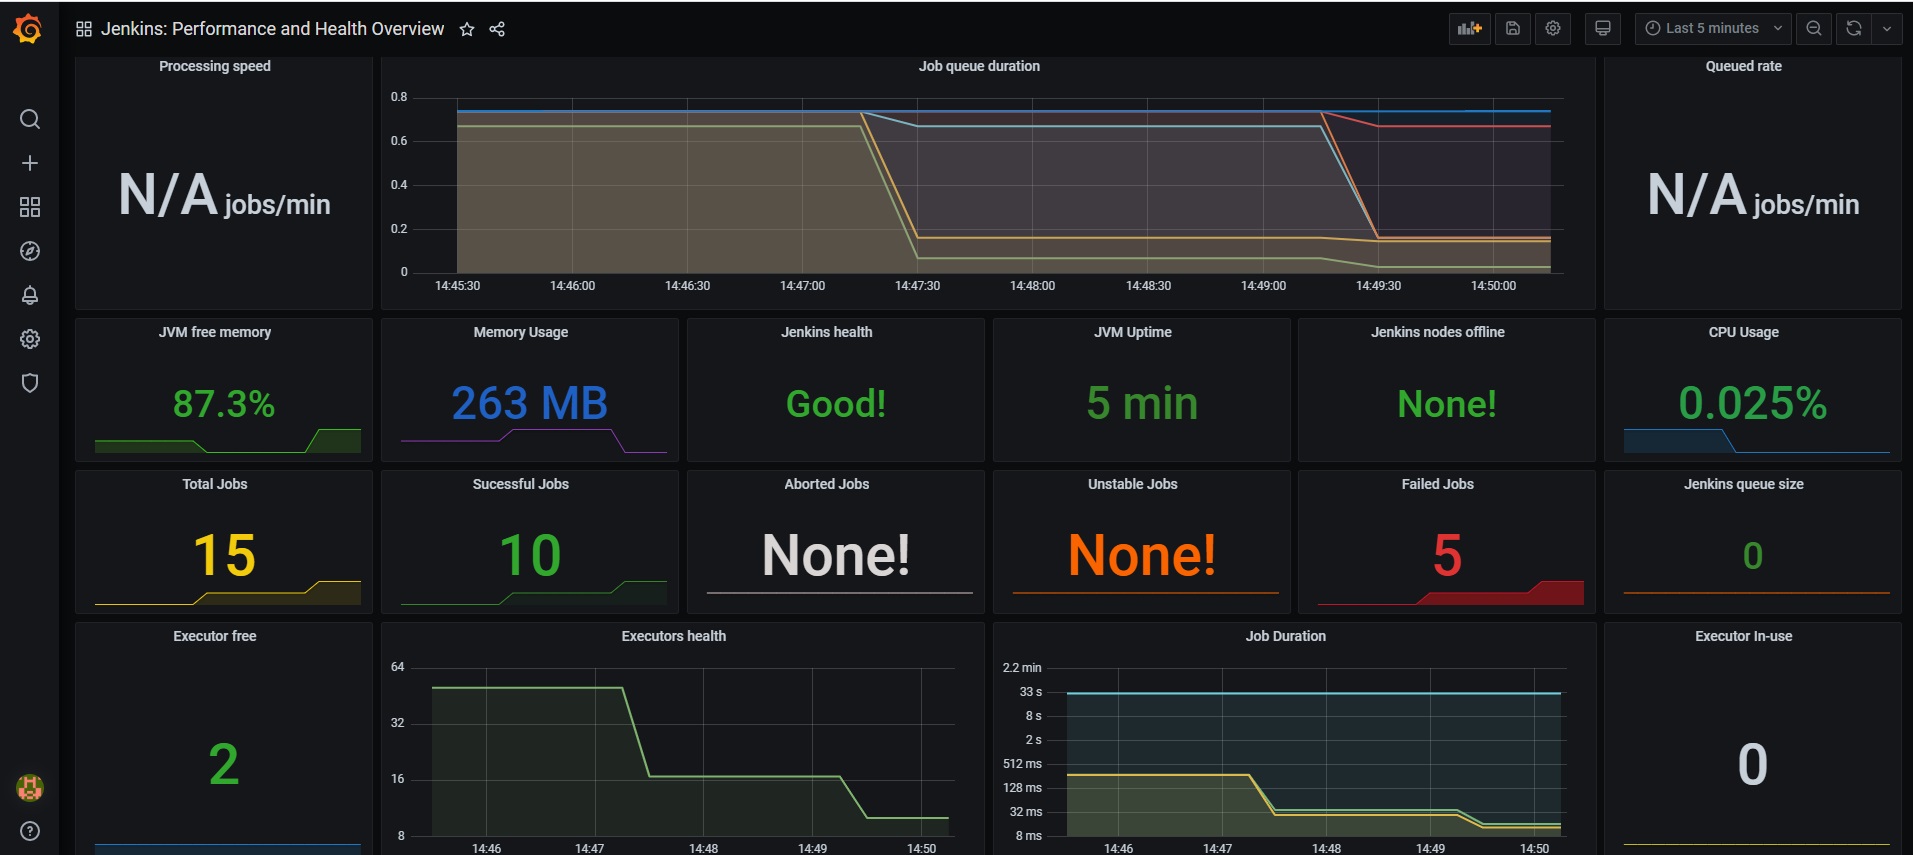 Jenkins: Performance and Health Overview
Last 5 minutes
Processing speed
N/A jobs/min
Job queue duration
0.8
0.6
0.4
0.2
0
14:45:30 14:46:00 14:46:30 14:47:00 14:47:30 14:48:00 14:48:30 14:49:00 14:49:30 14:50:00
Queued rate
N/A jobs/min
JVM free memory
87.3%
Memory Usage
263 MB
Jenkins health
Good!
JVM Uptime
5 min
Jenkins nodes offline
None!
CPU Usage
0.025%
Total Jobs
15
Sucessful Jobs
10
Aborted Jobs
None!
Unstable Jobs
None!
Failed Jobs
5
Jenkins queue size
0
Executor free
2
Executors health
64
32
16
8
14:46 14:47 14:48 14:49 14:50
Job Duration
2.2 min
33 s
8 s
2 s
512 ms
128 ms
32 ms
8 ms
14:46 14:47 14:48 14:49 14:50
Executor In-use
0